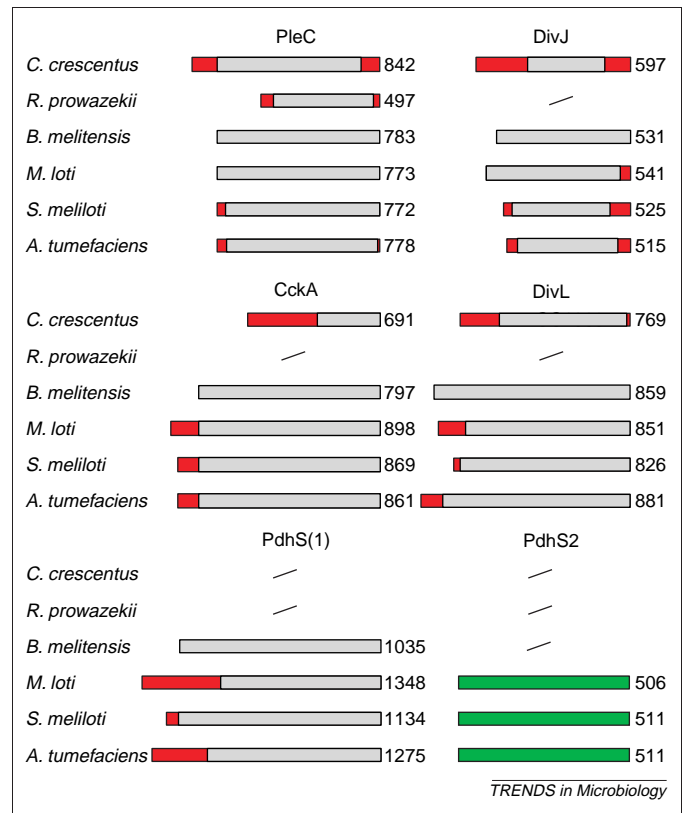 PleC DivJ
C. crescentus 842 597
R. prowazekii 497
B. melitensis 783 531
M. loti 773 541
S. meliloti 772 525
A. tumefaciens 778 515
CckA DivL
C. crescentus 691 769
R. prowazekii
B. melitensis 797 859
M. loti 898 851
S. meliloti 869 826
A. tumefaciens 861 881
PdhS(1) PdhS2
C. crescentus
R. prowazekii
B. melitensis 1035
M. loti 1348 506
S. meliloti 1134 511
A. tumefaciens 1275 511
TRENDS in Microbiology